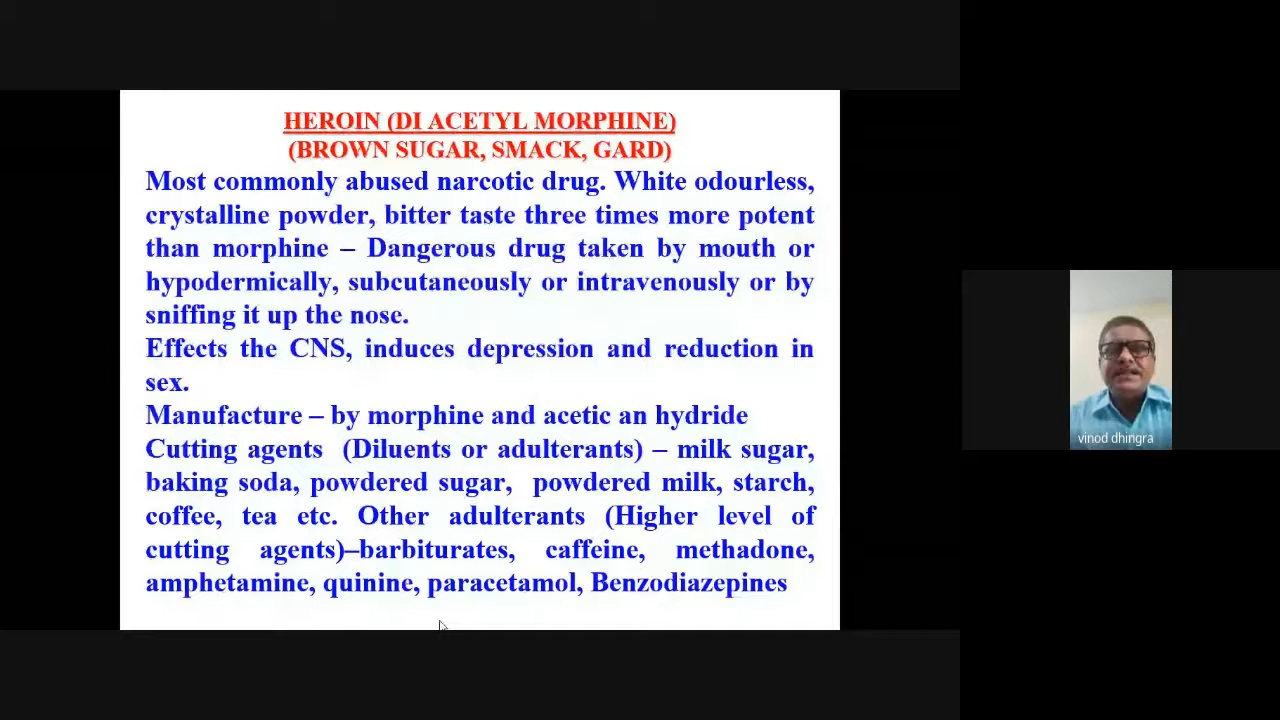 HEROIN (DI ACETYL MORPHINE)
(BROWN SUGAR, SMACK, GARD)
Most commonly abused narcotic drug. White odourless,
crystalline powder, bitter taste three times more potent
than morphine – Dangerous drug taken by mouth or
hypodermically, subcutaneously or intravenously or by
sniffing it up the nose.
Effects the CNS, induces depression and reduction in
sex.
Manufacture – by morphine and acetic an hydride
Cutting agents (Diluents or adulterants) – milk sugar,
baking soda, powdered sugar, powdered milk, starch,
coffee, tea etc. Other adulterants (Higher level of
cutting agents)–barbiturates, caffeine, methadone,
amphetamine, quinine, paracetamol, Benzodiazepines
vinod dhingra